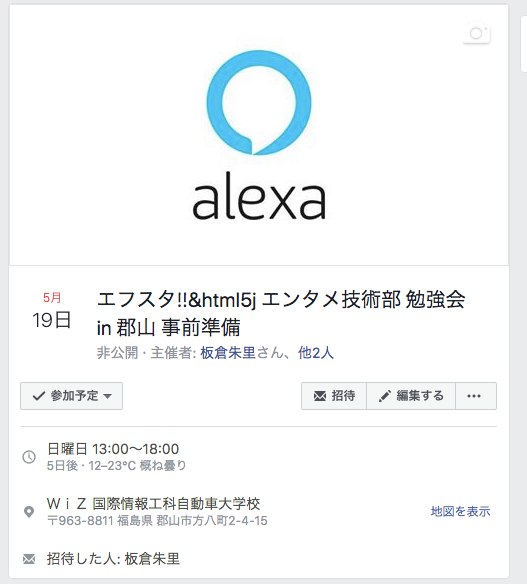 alexa
5月
19日
エフスタ!!&html5j エンタメ技術部 勉強会
in 郡山 事前準備
非公開 · 主催者: 板倉朱里さん、他2人
参加予定
招待
編集する
日曜日 13:00〜18:00
5日後 · 12–23°C 概ね曇り
ＷｉＺ 国際情報工科自動車大学校
〒963-8811 福島県 郡山市方八町2-4-15
地図を表示
招待した人: 板倉朱里